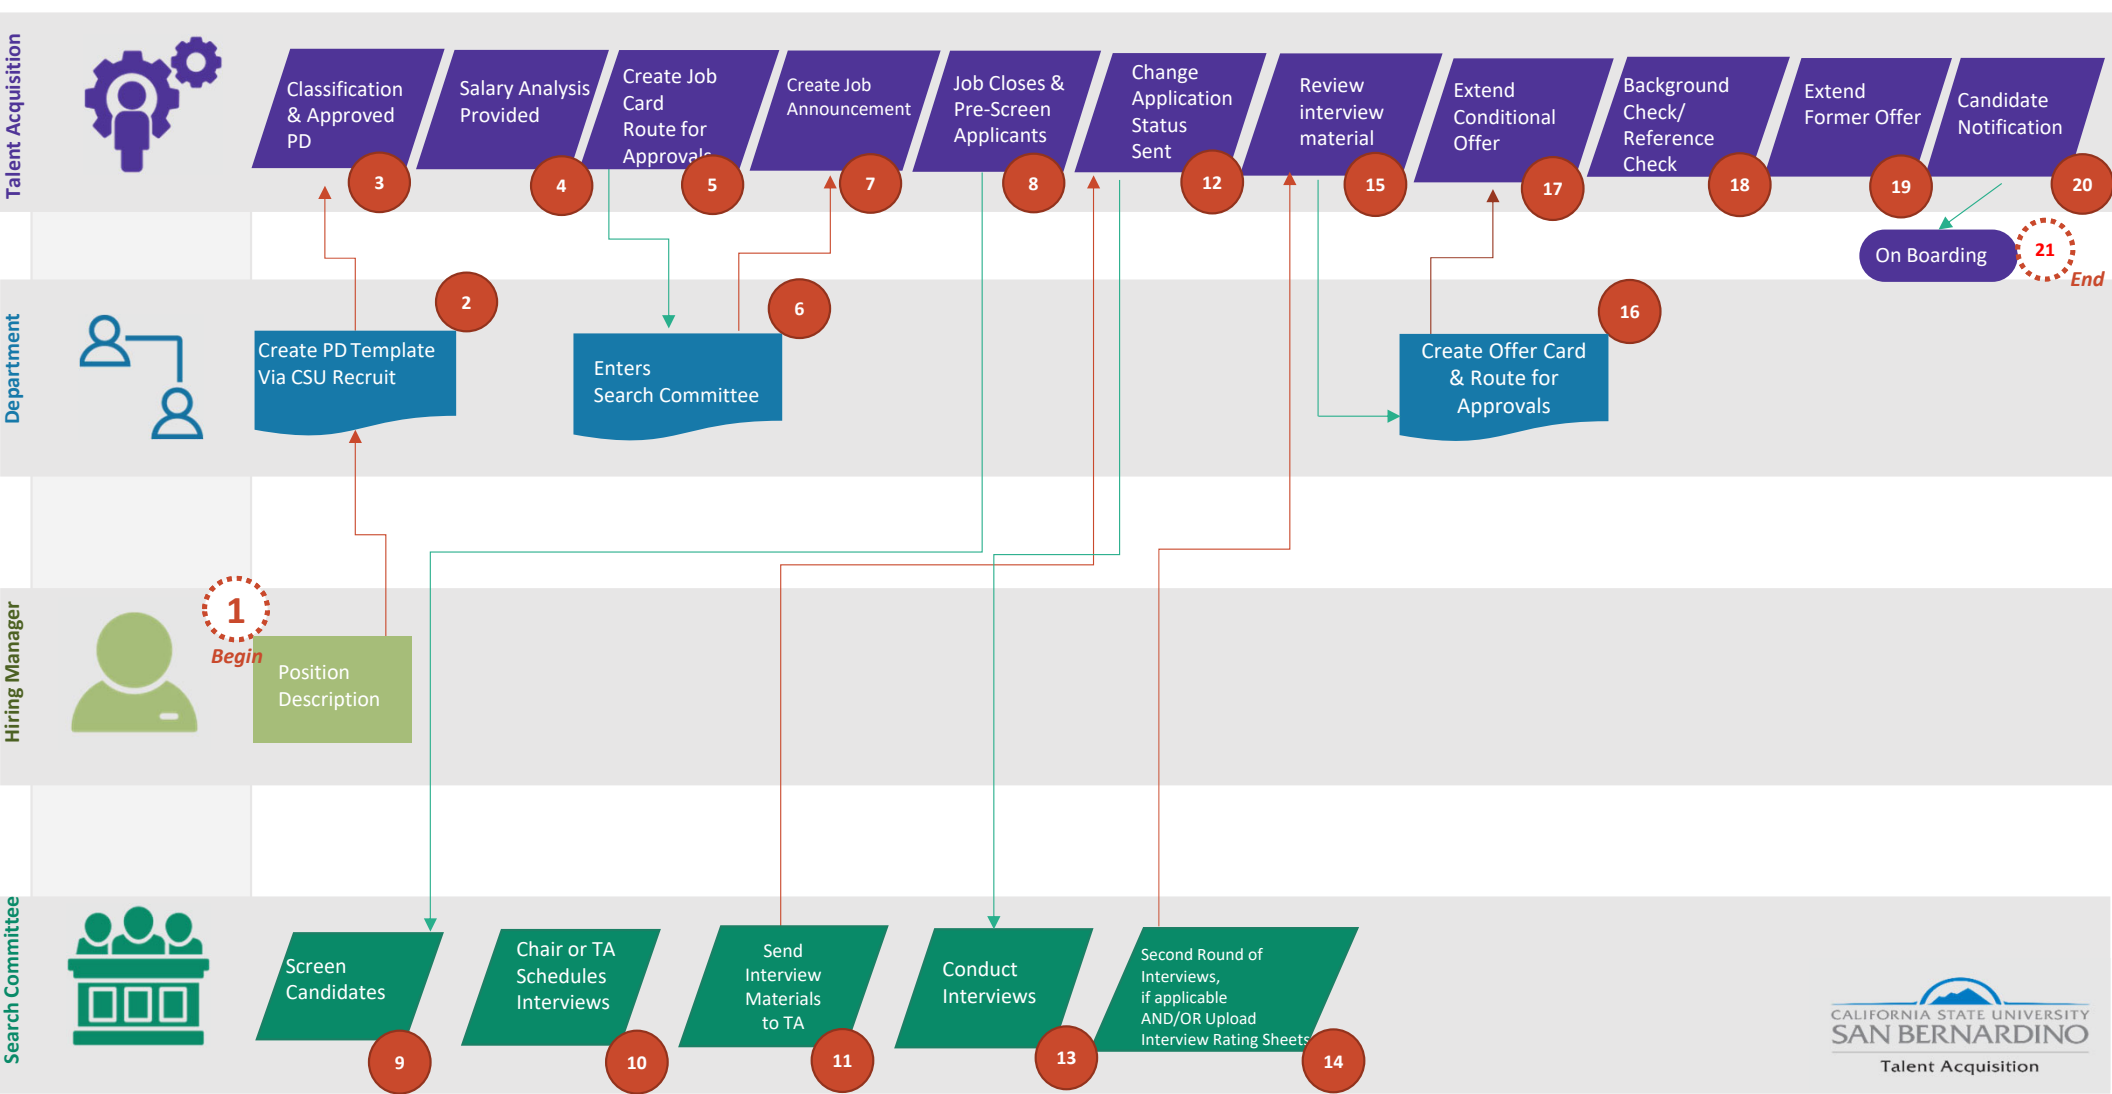 Talent Acquisition
Classification
& Approved
PD
3
Salary Analysis
Provided
4
Create Job
Card
Route for
Approvals
5
Create Job
Announcement
7
Job Closes &
Pre-Screen
Applicants
8
Change
Application
Status
Sent
12
Review
interview
material
15
Extend
Conditional
Offer
17
Background
Check/
Reference
Check
18
Extend
Former Offer
19
Candidate
Notification
20
On Boarding
21
End
Department
Create PD Template
Via CSU Recruit
2
Enters
Search Committee
6
Create Offer Card
& Route for
Approvals
16
Hiring Manager
1
Begin
Position
Description
Search Committee
Screen
Candidates
9
Chair or TA
Schedules
Interviews
10
Send
Interview
Materials
to TA
11
Conduct
Interviews
13
Second Round of
Interviews,
if applicable
AND/OR Upload
Interview Rating Sheets
14
CALIFORNIA STATE UNIVERSITY
SAN BERNARDINO
Talent Acquisition